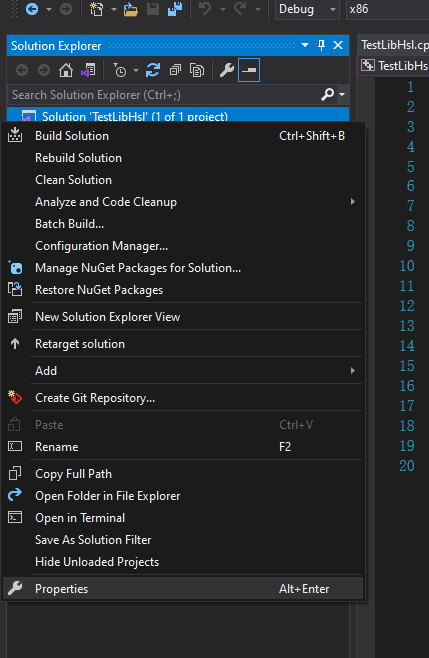 Debug x86
Solution Explorer
TestLibHsl.cp
TestLibHs
Search Solution Explorer (Ctrl+;)
Solution 'TestLibHsl' (1 of 1 project)
Build Solution Ctrl+Shift+B
Rebuild Solution
Clean Solution
Analyze and Code Cleanup
Batch Build...
Configuration Manager...
Manage NuGet Packages for Solution...
Restore NuGet Packages
New Solution Explorer View
Retarget solution
Add
Create Git Repository...
Paste Ctrl+V
Rename F2
Copy Full Path
Open Folder in File Explorer
Open in Terminal
Save As Solution Filter
Hide Unloaded Projects
Properties Alt+Enter
1
2
3
4
5
6
7
8
9
10
11
12
13
14
15
16
17
18
19
20